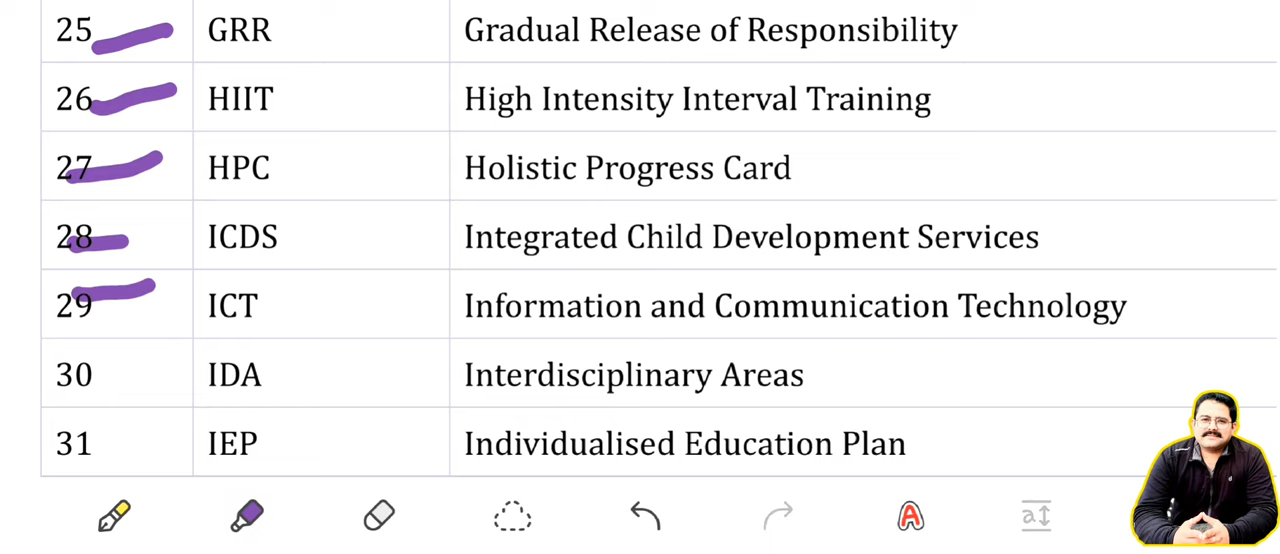 25 GRR Gradual Release of Responsibility
26 HIIT High Intensity Interval Training
27 HPC Holistic Progress Card
28 ICDS Integrated Child Development Services
29 ICT Information and Communication Technology
30 IDA Interdisciplinary Areas
31 IEP Individualised Education Plan
A a